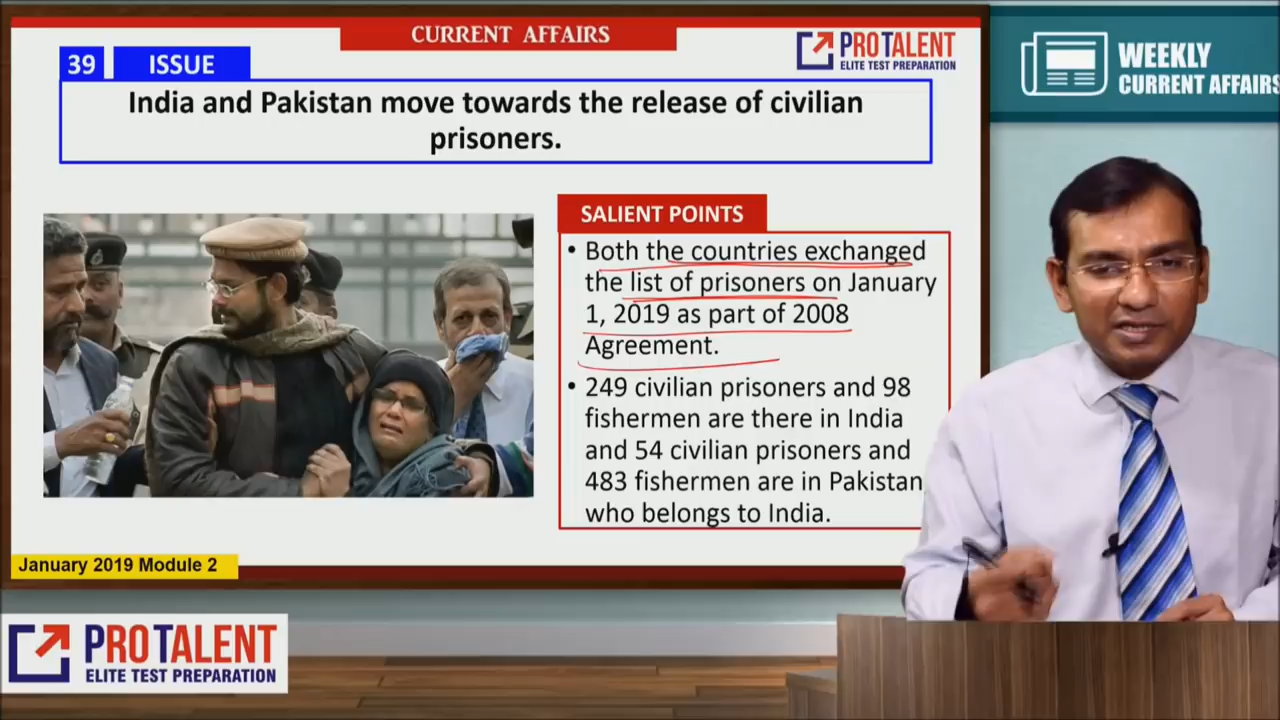 CURRENT AFFAIRS
PROTALENT
ELITE TEST PREPARATION
WEEKLY
CURRENT AFFAIRS
39 ISSUE
India and Pakistan move towards the release of civilian
prisoners.
SALIENT POINTS
• Both the countries exchanged
the list of prisoners on January
1, 2019 as part of 2008
Agreement.
• 249 civilian prisoners and 98
fishermen are there in India
and 54 civilian prisoners and
483 fishermen are in Pakistan
who belongs to India.
January 2019 Module 2
PROTALENT
ELITE TEST PREPARATION